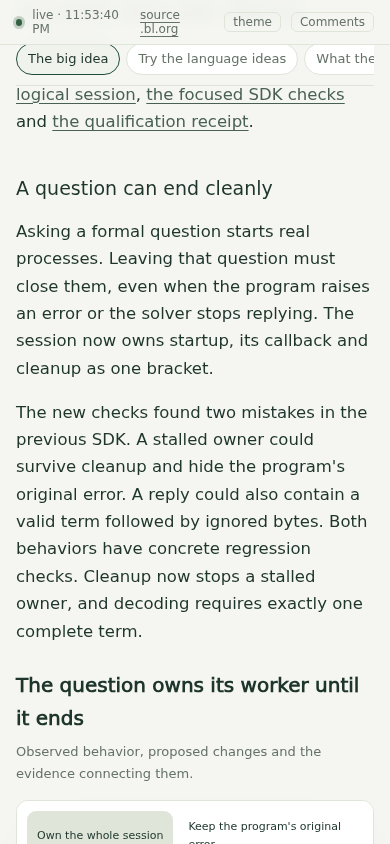 live · 11:53:40 PM
source .bl.org
theme
Comments
The big idea
Try the language ideas
What the
logical session, the focused SDK checks
and the qualification receipt.
A question can end cleanly
Asking a formal question starts real
processes. Leaving that question must
close them, even when the program raises
an error or the solver stops replying. The
session now owns startup, its callback and
cleanup as one bracket.
The new checks found two mistakes in the
previous SDK. A stalled owner could
survive cleanup and hide the program's
original error. A reply could also contain a
valid term followed by ignored bytes. Both
behaviors have concrete regression
checks. Cleanup now stops a stalled
owner, and decoding requires exactly one
complete term.
The question owns its worker until
it ends
Observed behavior, proposed changes and the
evidence connecting them.
Own the whole session
Keep the program's original
error